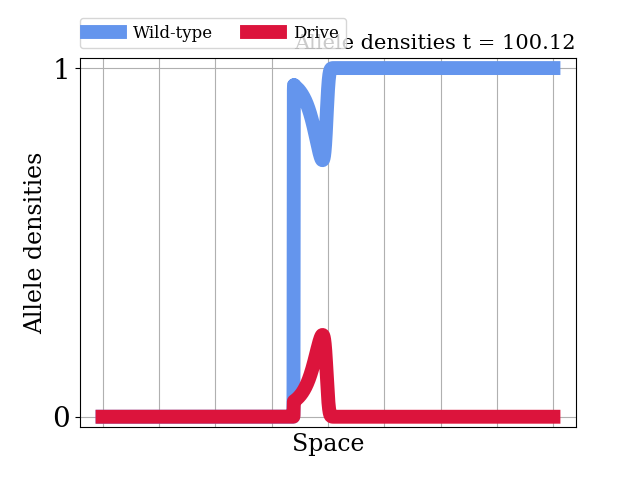 Wild-type Drive
Allele densities t = 100.12
1
Allele densities
0
Space